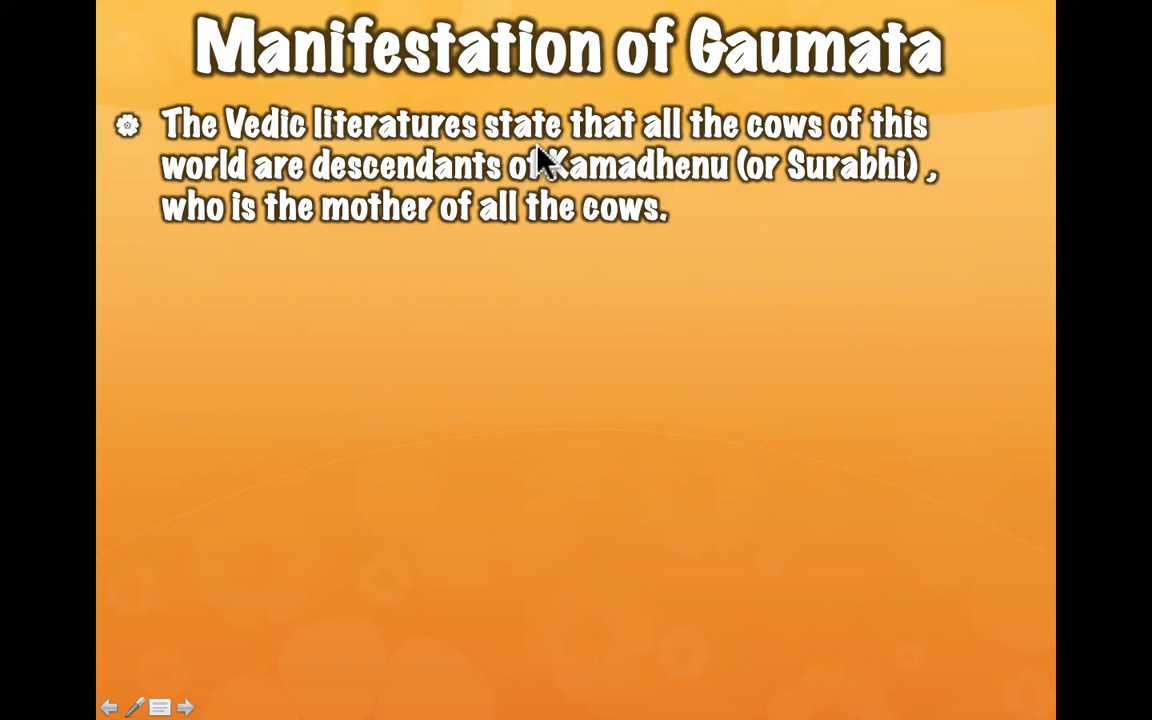 Manifestation of Gaumata
The Vedic literatures state that all the cows of this
world are descendants of Kamadhenu (or Surabhi) ,
who is the mother of all the cows.